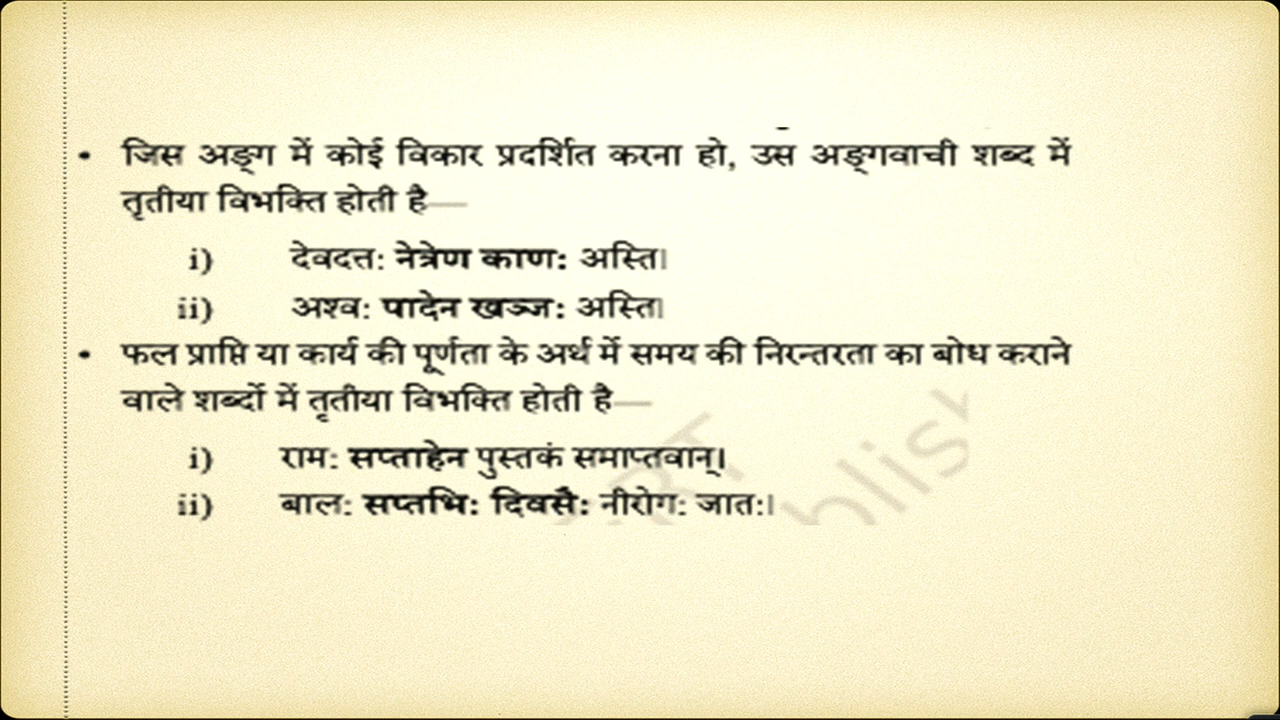 • जिस अङ्ग में कोई विकार प्रदर्शित करना हो, उस अङ्गवाची शब्द में
तृतीया विभक्ति होती है—
i) देवदत्त: नेत्रेण काण: अस्ति।
ii) अश्व: पादेन खञ्ज: अस्ति।
• फल प्राप्ति या कार्य की पूर्णता के अर्थ में समय की निरन्तरता का बोध कराने
वाले शब्दों में तृतीया विभक्ति होती है—
i) राम: सप्ताहेन पुस्तकं समाप्तवान्।
ii) बाल: सप्तभि: दिवसै: नीरोग: जात:।